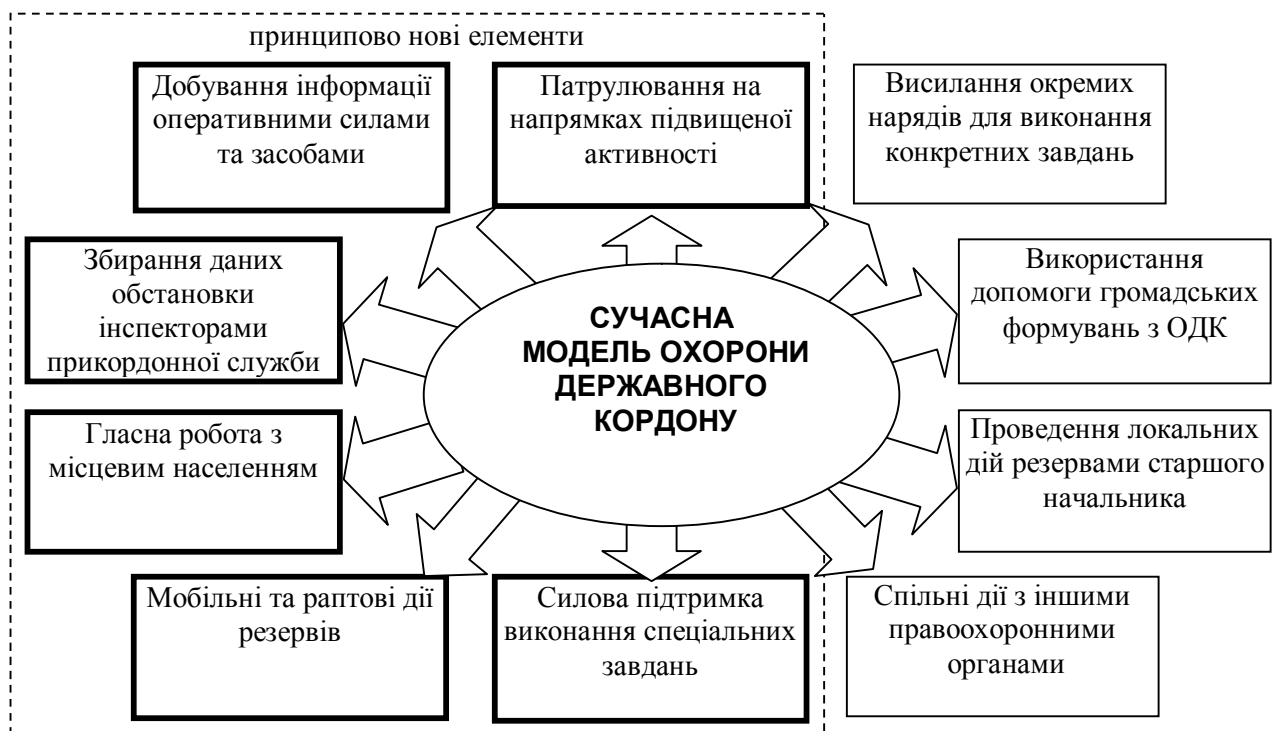 принципово нові елементи
Добування інформації
оперативними силами
та засобами
Патрулювання на
напрямках підвищеної
активності
Висилання окремих
нарядів для виконання
конкретних завдань
Збирання даних
обстановки
інспекторами
прикордонної служби
СУЧАСНА
МОДЕЛЬ ОХОРОНИ
ДЕРЖАВНОГО
КОРДОНУ
Використання
допомоги громадських
формувань з ОДК
Гласна робота з
місцевим населенням
Проведення локальних
дій резервами старшого
начальника
Мобільні та раптові дії
резервів
Силова підтримка
виконання спеціальних
завдань
Спільні дії з іншими
правоохоронними
органами